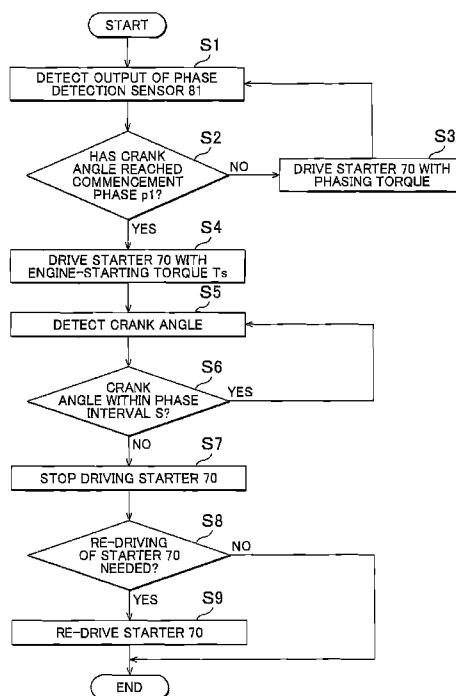 START
S1
DETECT OUTPUT OF PHASE
DETECTION SENSOR 81
S2
HAS CRANK
ANGLE REACHED
COMMENCEMENT
PHASE p1?
NO
S3
DRIVE STARTER 70 WITH
PHASING TORQUE
YES
S4
DRIVE STARTER 70 WITH
ENGINE-STARTING TORQUE Ts
S5
DETECT CRANK ANGLE
S6
CRANK
ANGLE WITHIN PHASE
INTERVAL S?
YES
NO
S7
STOP DRIVING STARTER 70
S8
RE-DRIVING
OF STARTER 70
NEEDED?
NO
YES
S9
RE-DRIVE STARTER 70
END